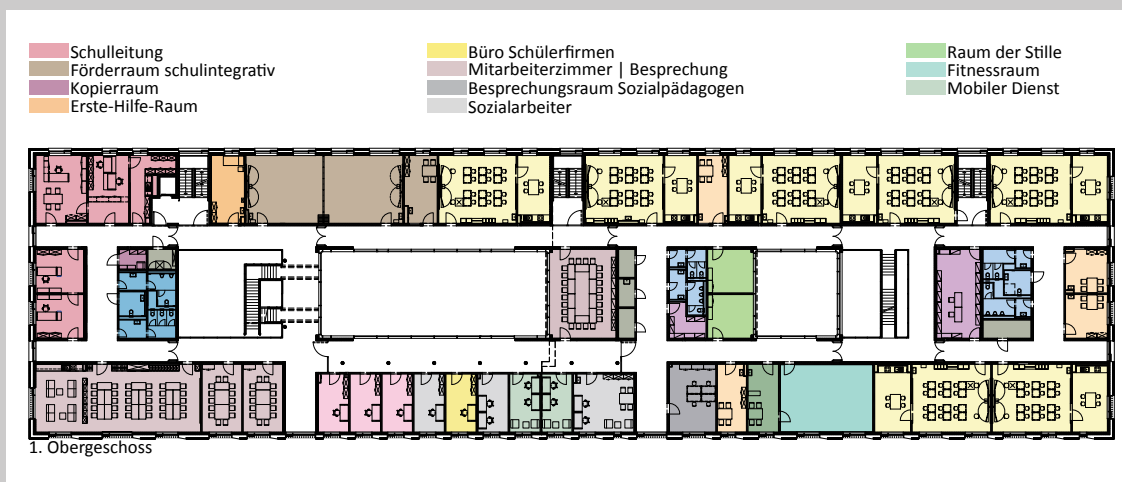 Schulleitung
Förderraum schulintegrativ
Kopierraum
Erste-Hilfe-Raum
Büro Schülerfirmen
Mitarbeiterzimmer | Besprechung
Besprechungsraum Sozialpädagogen
Sozialarbeiter
Raum der Stille
Fitnessraum
Mobiler Dienst
1. Obergeschoss